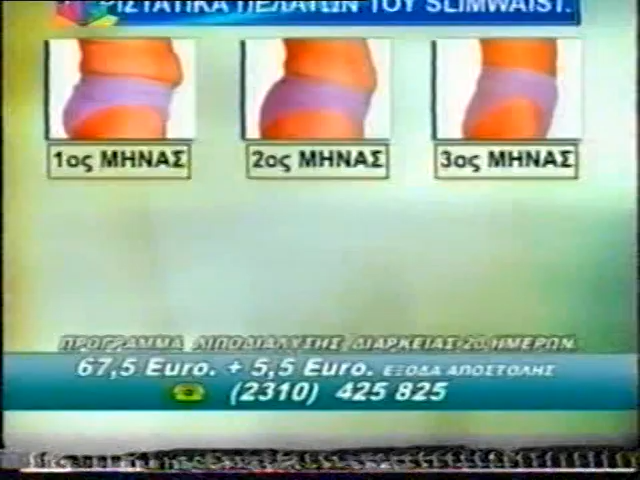 ΠΕΡΙΣΤΑΤΙΚΑ ΠΕΛΑΤΩΝ ΤΟΥ SLIMWAIST.
1ος ΜΗΝΑΣ
2ος ΜΗΝΑΣ
3ος ΜΗΝΑΣ
ΠΡΟΓΡΑΜΜΑ ΛΙΠΟΔΙΑΛΥΣΗΣ ΔΙΑΡΚΕΙΑΣ 20 ΗΜΕΡΩΝ.
67,5 Euro. + 5,5 Euro. ΕΞΟΔΑ ΑΠΟΣΤΟΛΗΣ
(2310) 425 825